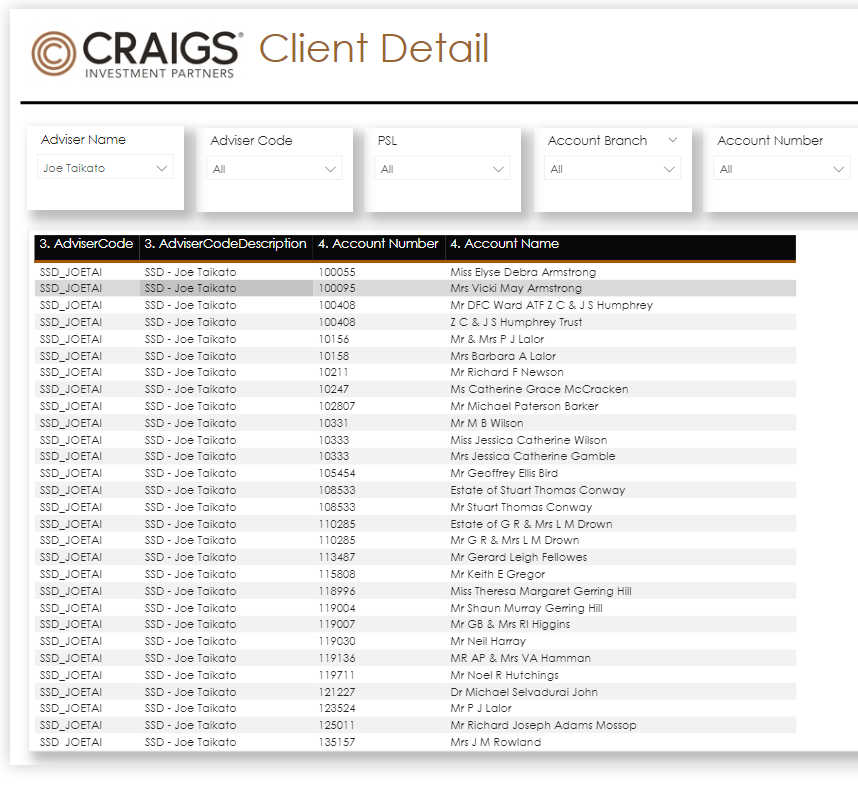 CRAIGS® Client Detail
INVESTMENT PARTNERS
Adviser Name Adviser Code PSL Account Branch Account Number
Joe Taikato All All All All
3. AdviserCode 3. AdviserCodeDescription 4. Account Number 4. Account Name
SSD_JOETAI SSD - Joe Taikato 100055 Miss Elyse Debra Armstrong
SSD_JOETAI SSD - Joe Taikato 100095 Mrs Vicki May Armstrong
SSD_JOETAI SSD - Joe Taikato 100408 Mr DFC Ward ATF Z C & J S Humphrey
SSD_JOETAI SSD - Joe Taikato 100408 Z C & J S Humphrey Trust
SSD_JOETAI SSD - Joe Taikato 10156 Mr & Mrs P J Lalor
SSD_JOETAI SSD - Joe Taikato 10158 Mrs Barbara A Lalor
SSD_JOETAI SSD - Joe Taikato 10211 Mr Richard F Newson
SSD_JOETAI SSD - Joe Taikato 10247 Ms Catherine Grace McCracken
SSD_JOETAI SSD - Joe Taikato 102807 Mr Michael Paterson Barker
SSD_JOETAI SSD - Joe Taikato 10331 Mr M B Wilson
SSD_JOETAI SSD - Joe Taikato 10333 Miss Jessica Catherine Wilson
SSD_JOETAI SSD - Joe Taikato 10333 Mrs Jessica Catherine Gamble
SSD_JOETAI SSD - Joe Taikato 105454 Mr Geoffrey Ellis Bird
SSD_JOETAI SSD - Joe Taikato 108533 Estate of Stuart Thomas Conway
SSD_JOETAI SSD - Joe Taikato 108533 Mr Stuart Thomas Conway
SSD_JOETAI SSD - Joe Taikato 110285 Estate of G R & Mrs L M Drown
SSD_JOETAI SSD - Joe Taikato 110285 Mr G R & Mrs L M Drown
SSD_JOETAI SSD - Joe Taikato 113487 Mr Gerard Leigh Fellowes
SSD_JOETAI SSD - Joe Taikato 115808 Mr Keith E Gregor
SSD_JOETAI SSD - Joe Taikato 118996 Miss Theresa Margaret Gerring Hill
SSD_JOETAI SSD - Joe Taikato 119004 Mr Shaun Murray Gerring Hill
SSD_JOETAI SSD - Joe Taikato 119007 Mr GB & Mrs RI Higgins
SSD_JOETAI SSD - Joe Taikato 119030 Mr Neil Harray
SSD_JOETAI SSD - Joe Taikato 119136 MR AP & Mrs VA Hamman
SSD_JOETAI SSD - Joe Taikato 119711 Mr Noel R Hutchings
SSD_JOETAI SSD - Joe Taikato 121227 Dr Michael Selvadurai John
SSD_JOETAI SSD - Joe Taikato 123524 Mr P J Lalor
SSD_JOETAI SSD - Joe Taikato 125011 Mr Richard Joseph Adams Mossop
SSD_JOETAI SSD - Joe Taikato 135157 Mrs J M Rowland